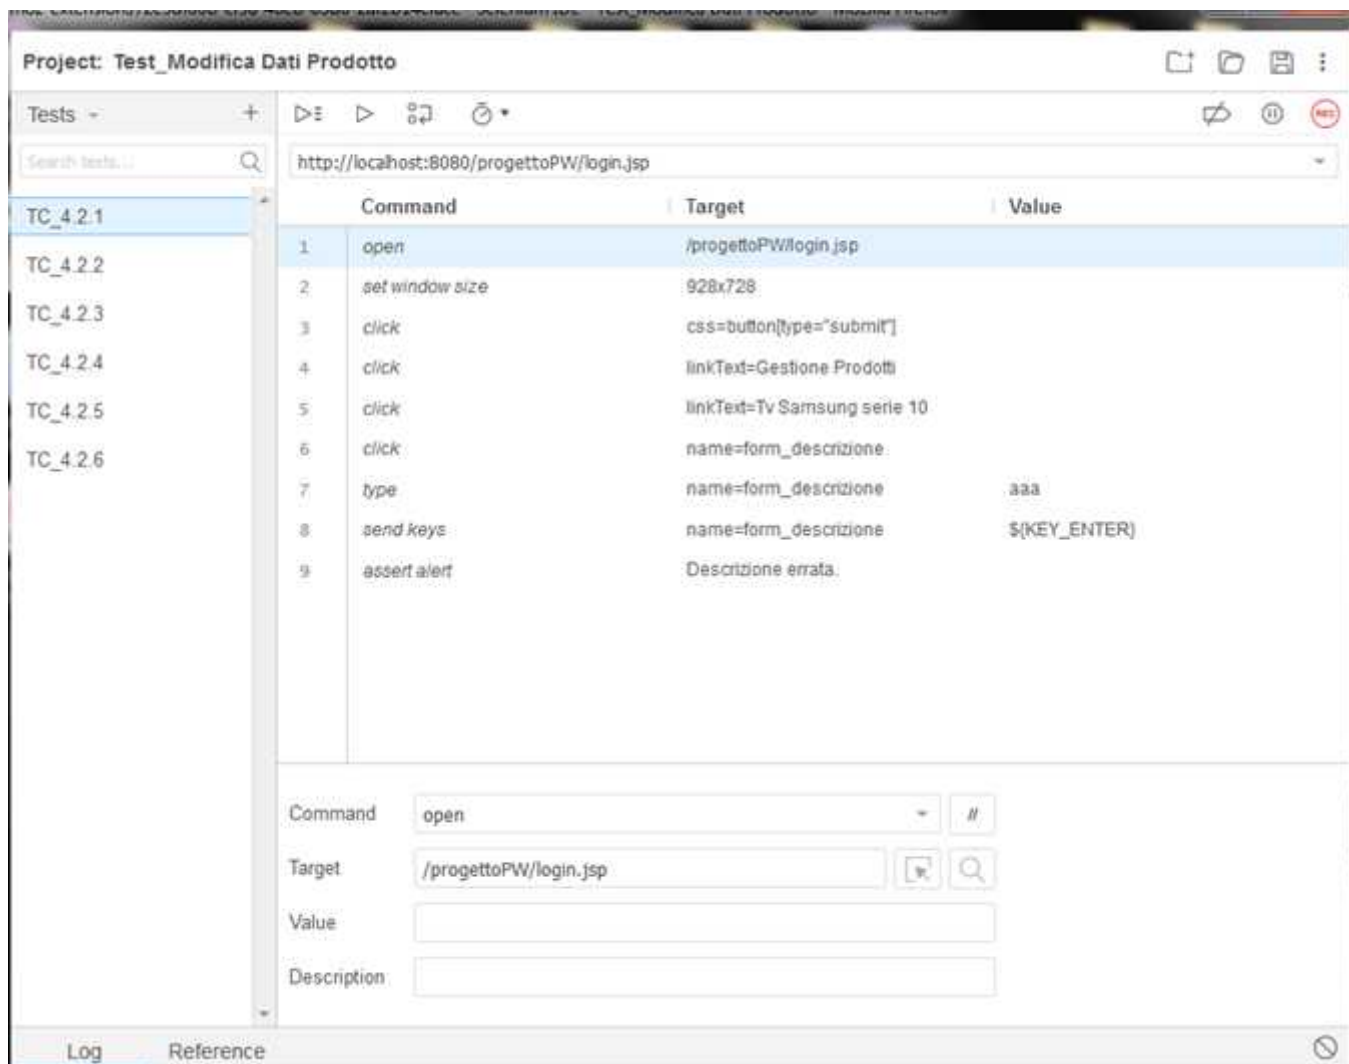 Project: Test_Modifica Dati Prodotto
Tests
Search tests...
REC
http://localhost:8080/progettoPW/login.jsp
TC_4.2.1
TC_4.2.2
TC_4.2.3
TC_4.2.4
TC_4.2.5
TC_4.2.6
Command Target Value
1 open /progettoPW/login.jsp
2 set window size 928x728
3 click css=button[type="submit"]
4 click linkText=Gestione Prodotti
5 click linkText=Tv Samsung serie 10
6 click name=form_descrizione
7 type name=form_descrizione aaa
8 send keys name=form_descrizione ${KEY_ENTER}
9 assert alert Descrizione errata.
Command open //
Target /progettoPW/login.jsp
Value
Description
Log Reference